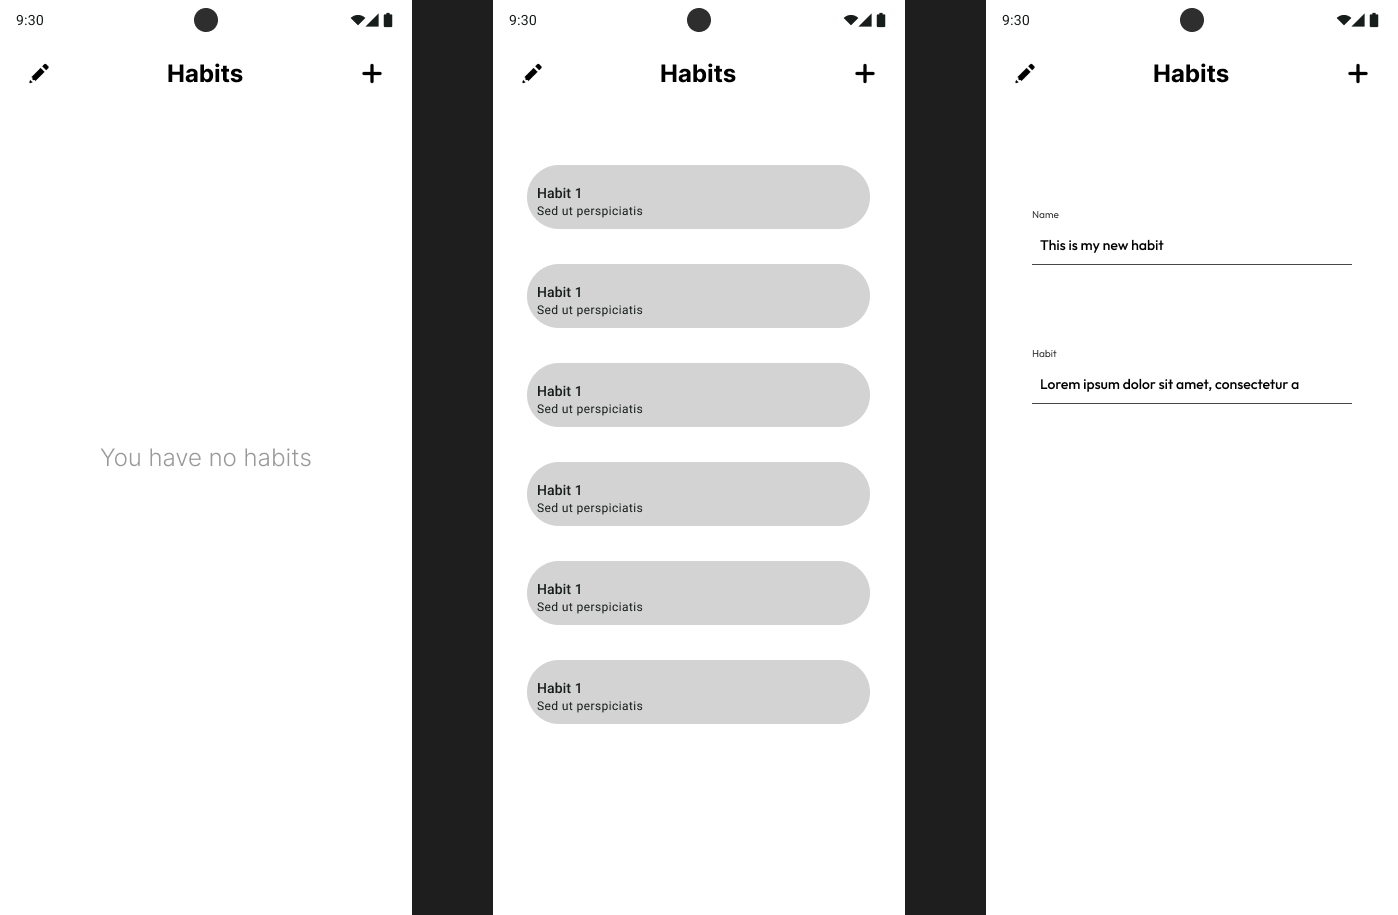 9:30
Habits
You have no habits
9:30
Habits
Habit 1
Sed ut perspiciatis
Habit 1
Sed ut perspiciatis
Habit 1
Sed ut perspiciatis
Habit 1
Sed ut perspiciatis
Habit 1
Sed ut perspiciatis
Habit 1
Sed ut perspiciatis
9:30
Habits
Name
This is my new habit
Habit
Lorem ipsum dolor sit amet, consectetur a